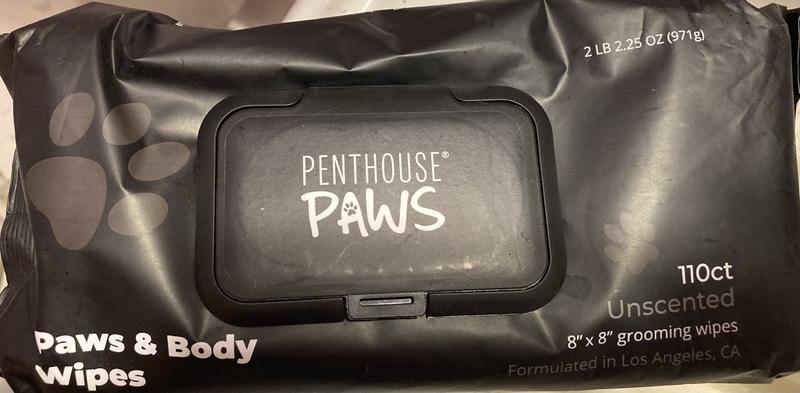 2 LB 2.25 OZ (971g)
PENTHOUSE®
PAWS
110ct
Unscented
8” x 8” grooming wipes
Formulated in Los Angeles, CA
Paws & Body
Wipes